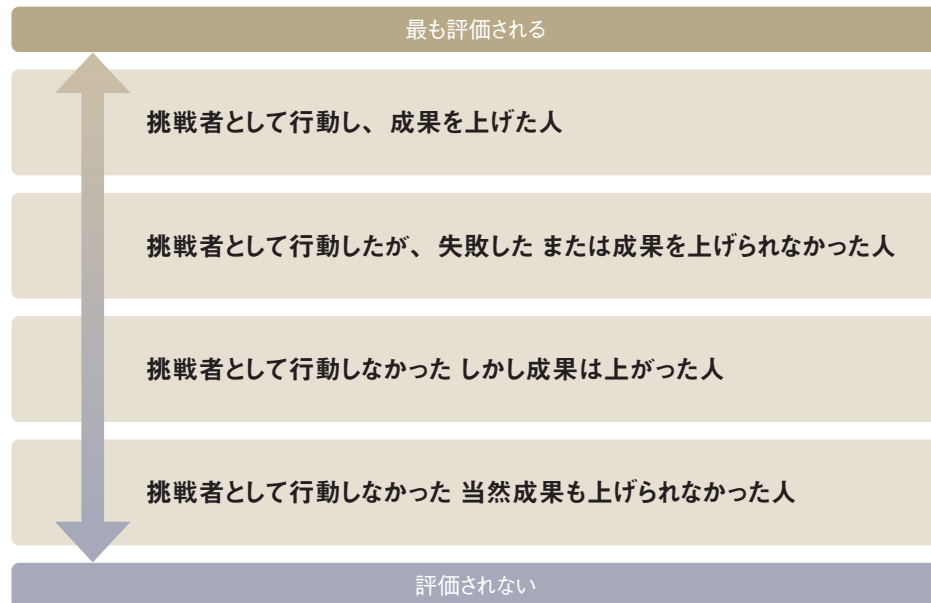 最も評価される
挑戦者として行動し、成果を上げた人
挑戦者として行動したが、失敗した または成果を上げられなかった人
挑戦者として行動しなかった しかし成果は上がった人
挑戦者として行動しなかった 当然成果も上げられなかった人
評価されない